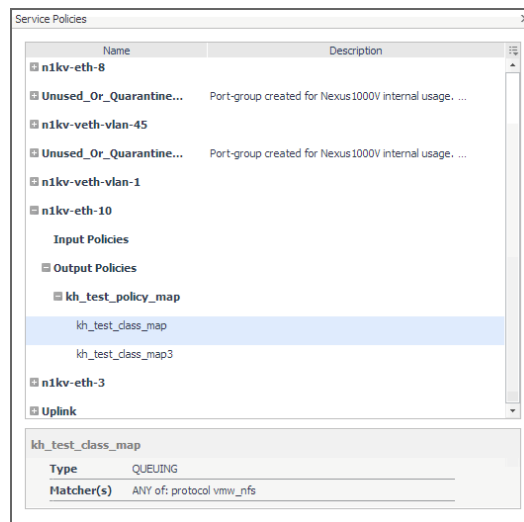 Service Policies
Name Description
n1kv-eth-8
Unused_Or_Quarantine... Port-group created for Nexus1000V internal usage. ...
n1kv-veth-vlan-45
Unused_Or_Quarantine... Port-group created for Nexus1000V internal usage. ...
n1kv-veth-vlan-1
n1kv-eth-10
Input Policies
Output Policies
kh_test_policy_map
kh_test_class_map
kh_test_class_map3
n1kv-eth-3
Uplink
kh_test_class_map
Type QUEUING
Matcher(s) ANY of: protocol vmw_nfs